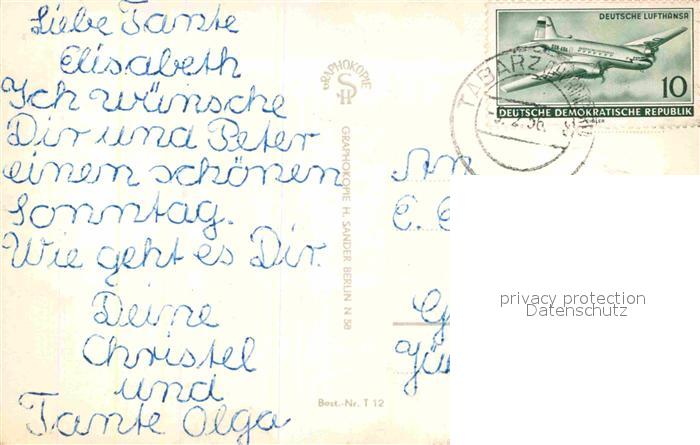 Liebe Tante
Elisabeth
Ich wünsche
Dir und Peter
einen schönen
Sonntag.
Wie geht es Dir.
Deine
Christel
und
Tante Olga
GRAPHOKOPIE
GRAPHOKOPIE H. SANDER BERLIN N 58
Best.-Nr. T 12
DEUTSCHE LUFTHANSA
10
DEUTSCHE DEMOKRATISCHE REPUBLIK
TABARZ
An
privacy protection
Datenschutz